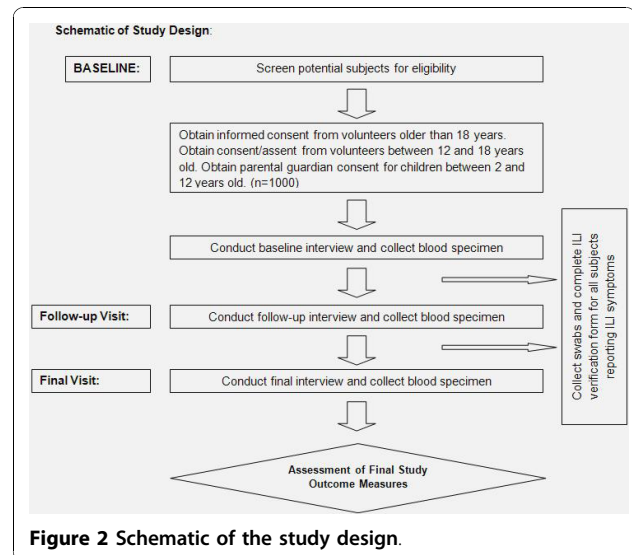 Schematic of Study Design:
BASELINE:
Screen potential subjects for eligibility
Obtain informed consent from volunteers older than 18 years.
Obtain consent/assent from volunteers between 12 and 18 years
old. Obtain parental guardian consent for children between 2 and
12 years old. (n=1000)
Conduct baseline interview and collect blood specimen
Collect swabs and complete ILI
verification form for all subjects
reporting ILI symptoms
Follow-up Visit:
Conduct follow-up interview and collect blood specimen
Final Visit:
Conduct final interview and collect blood specimen
Assessment of Final Study
Outcome Measures
Figure 2 Schematic of the study design.